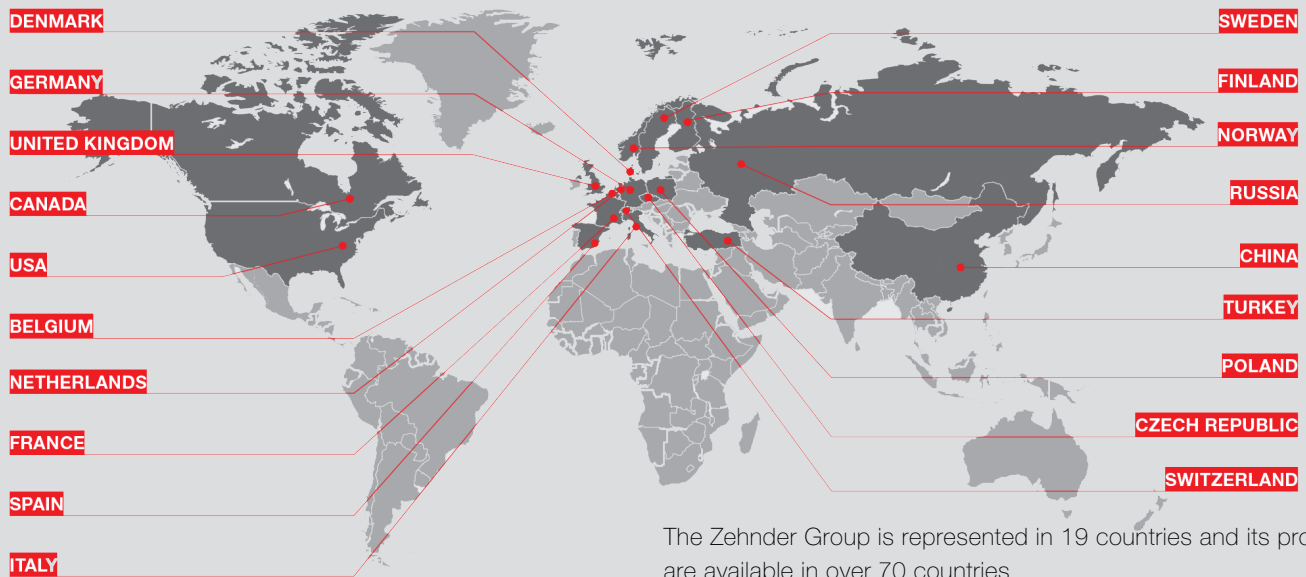 DENMARK
GERMANY
UNITED KINGDOM
CANADA
USA
BELGIUM
NETHERLANDS
FRANCE
SPAIN
ITALY
SWEDEN
FINLAND
NORWAY
RUSSIA
CHINA
TURKEY
POLAND
CZECH REPUBLIC
SWITZERLAND
The Zehnder Group is represented in 19 countries and its
are available in over 70 countries